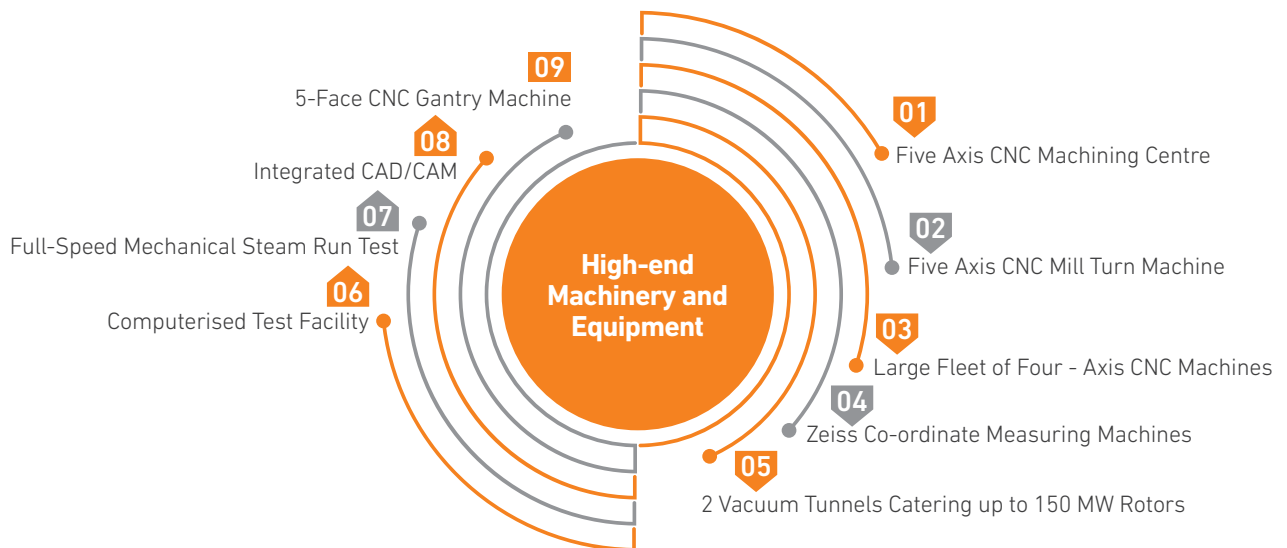 High-end
Machinery and
Equipment
01
Five Axis CNC Machining Centre
02
Five Axis CNC Mill Turn Machine
03
Large Fleet of Four - Axis CNC Machines
04
Zeiss Co-ordinate Measuring Machines
05
2 Vacuum Tunnels Catering up to 150 MW Rotors
06
Computerised Test Facility
07
Full-Speed Mechanical Steam Run Test
08
Integrated CAD/CAM
09
5-Face CNC Gantry Machine